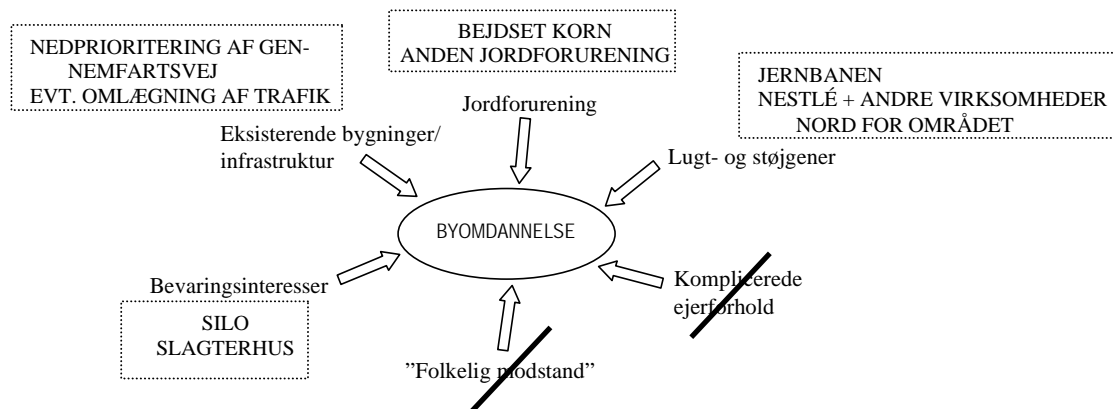 NEDPRIORITERING AF GEN-
NEMFARTSVEJ
EVT. OMLÆGNING AF TRAFIK
BEJDSET KORN
ANDEN JORDFORURENING
JERNBANEN
NESTLÉ + ANDRE VIRKSOMHEDER
NORD FOR OMRÅDET
Jordforurening
Eksisterende bygninger/
infrastruktur
Lugt- og støjgener
BYOMDANNELSE
Bevaringsinteresser
Komplicerede
ejerforhold
SILO
SLAGTERHUS
”Folkelig modstand”